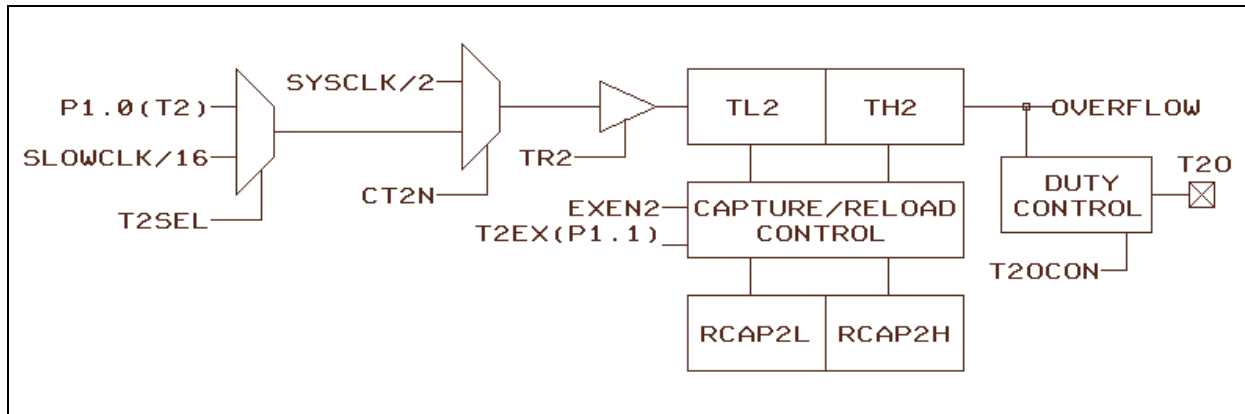 SYSCLK/2
P1.0(T2)
SLOWCLK/16
T2SEL
CT2N
TR2
TL2
TH2
OVERFLOW
EXEN2
T2EX(P1.1)
CAPTURE/RELOAD
CONTROL
DUTY
CONTROL
T2O
T2OCON
RCAP2L
RCAP2H